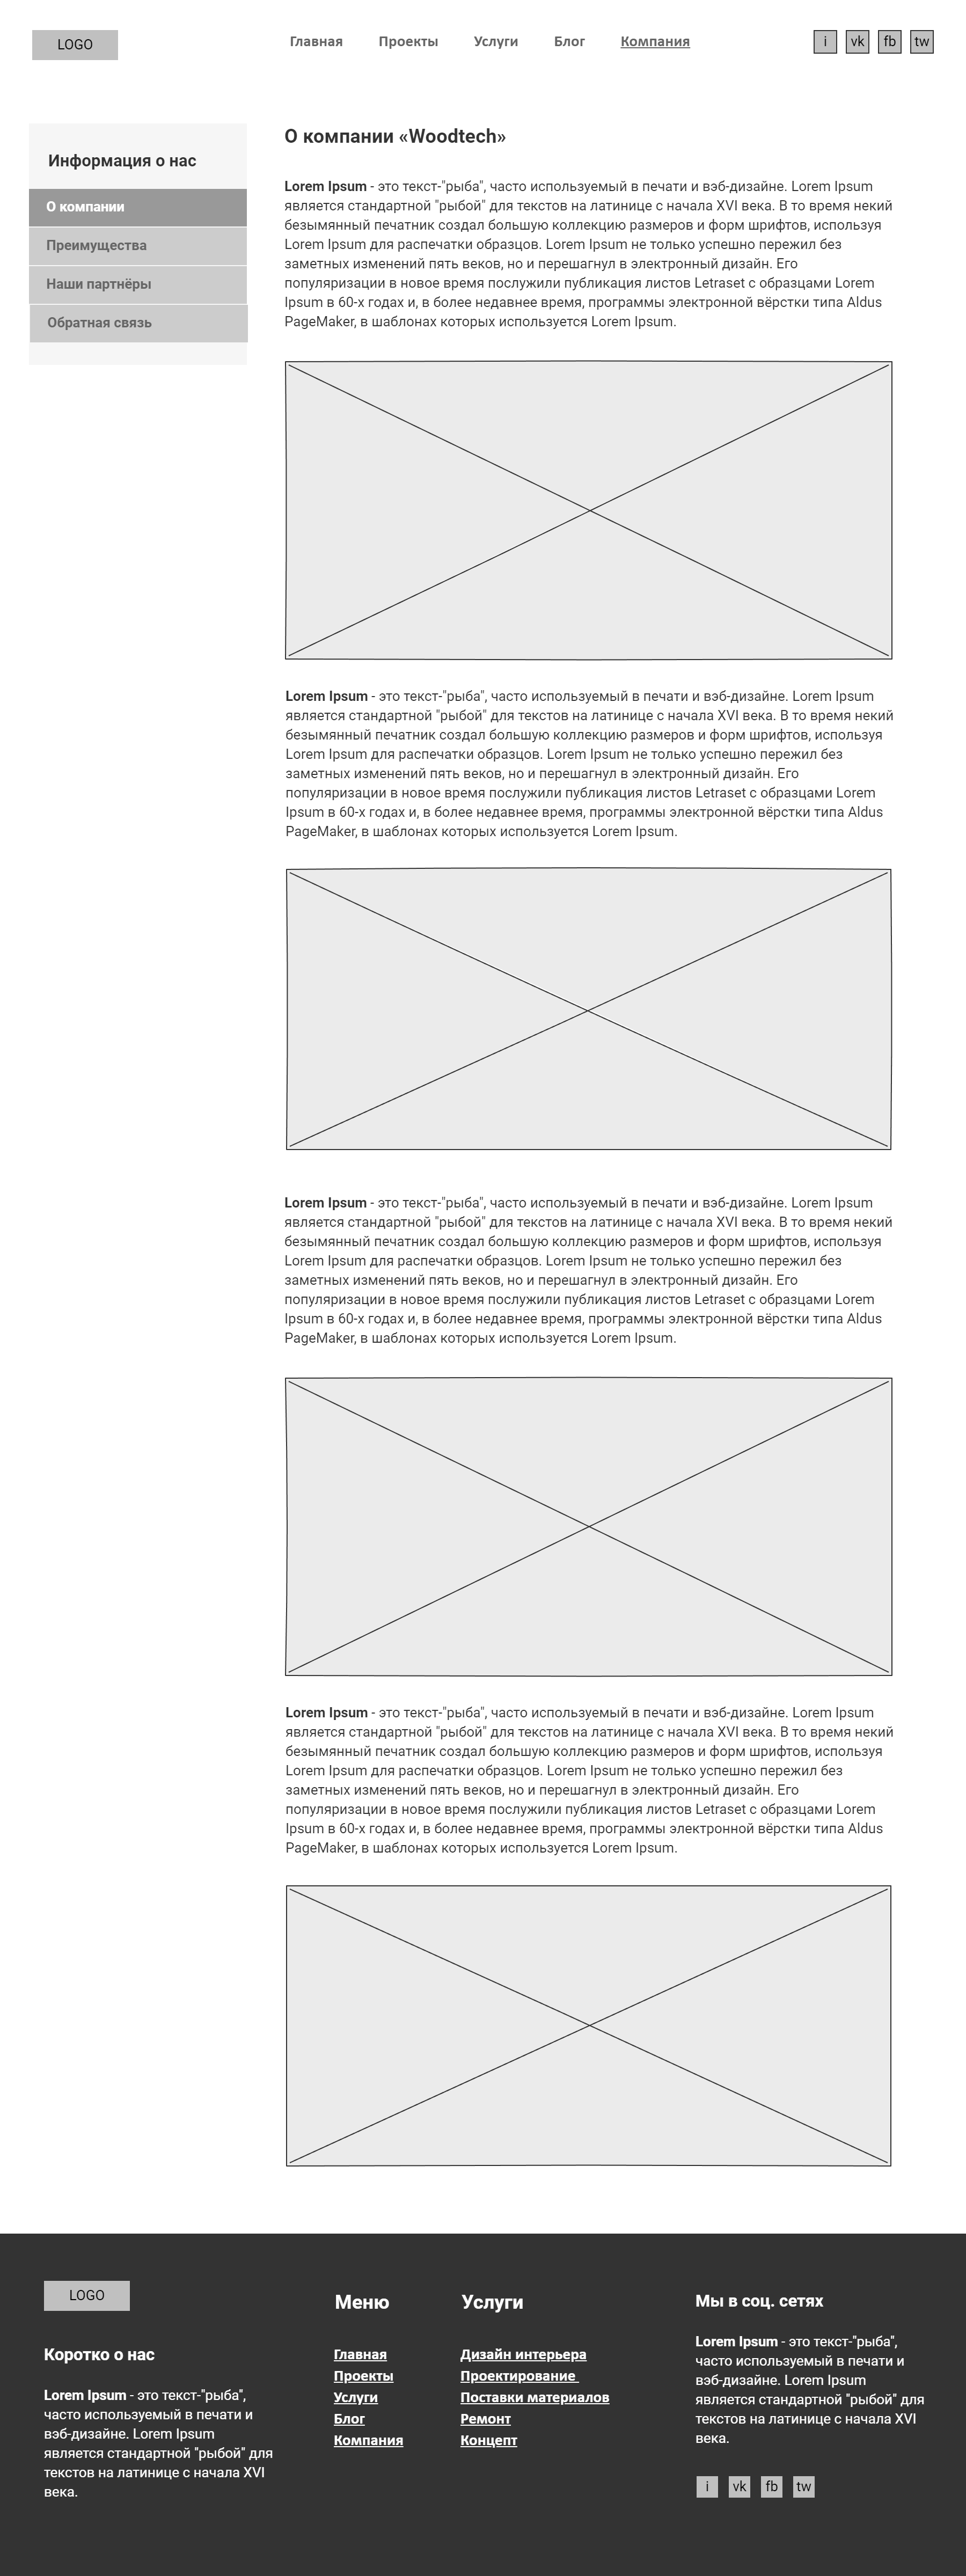 LOGO
Главная Проекты Услуги Блог Компания
i vk fb tw
Информация о нас
О компании
Преимущества
Наши партнёры
Обратная связь
О компании «Woodtech»
Lorem Ipsum - это текст-"рыба", часто используемый в печати и вэб-дизайне. Lorem Ipsum
является стандартной "рыбой" для текстов на латинице с начала XVI века. В то время некий
безымянный печатник создал большую коллекцию размеров и форм шрифтов, используя
Lorem Ipsum для распечатки образцов. Lorem Ipsum не только успешно пережил без
заметных изменений пять веков, но и перешагнул в электронный дизайн. Его
популяризации в новое время послужили публикация листов Letraset с образцами Lorem
Ipsum в 60-х годах и, в более недавнее время, программы электронной вёрстки типа Aldus
PageMaker, в шаблонах которых используется Lorem Ipsum.
Lorem Ipsum - это текст-"рыба", часто используемый в печати и вэб-дизайне. Lorem Ipsum
является стандартной "рыбой" для текстов на латинице с начала XVI века. В то время некий
безымянный печатник создал большую коллекцию размеров и форм шрифтов, используя
Lorem Ipsum для распечатки образцов. Lorem Ipsum не только успешно пережил без
заметных изменений пять веков, но и перешагнул в электронный дизайн. Его
популяризации в новое время послужили публикация листов Letraset с образцами Lorem
Ipsum в 60-х годах и, в более недавнее время, программы электронной вёрстки типа Aldus
PageMaker, в шаблонах которых используется Lorem Ipsum.
Lorem Ipsum - это текст-"рыба", часто используемый в печати и вэб-дизайне. Lorem Ipsum
является стандартной "рыбой" для текстов на латинице с начала XVI века. В то время некий
безымянный печатник создал большую коллекцию размеров и форм шрифтов, используя
Lorem Ipsum для распечатки образцов. Lorem Ipsum не только успешно пережил без
заметных изменений пять веков, но и перешагнул в электронный дизайн. Его
популяризации в новое время послужили публикация листов Letraset с образцами Lorem
Ipsum в 60-х годах и, в более недавнее время, программы электронной вёрстки типа Aldus
PageMaker, в шаблонах которых используется Lorem Ipsum.
Lorem Ipsum - это текст-"рыба", часто используемый в печати и вэб-дизайне. Lorem Ipsum
является стандартной "рыбой" для текстов на латинице с начала XVI века. В то время некий
безымянный печатник создал большую коллекцию размеров и форм шрифтов, используя
Lorem Ipsum для распечатки образцов. Lorem Ipsum не только успешно пережил без
заметных изменений пять веков, но и перешагнул в электронный дизайн. Его
популяризации в новое время послужили публикация листов Letraset с образцами Lorem
Ipsum в 60-х годах и, в более недавнее время, программы электронной вёрстки типа Aldus
PageMaker, в шаблонах которых используется Lorem Ipsum.
LOGO
Коротко о нас
Lorem Ipsum - это текст-"рыба",
часто используемый в печати и
вэб-дизайне. Lorem Ipsum
является стандартной "рыбой" для
текстов на латинице с начала XVI
века.
Меню
Главная
Проекты
Услуги
Блог
Компания
Услуги
Дизайн интерьера
Проектирование
Поставки материалов
Ремонт
Концепт
Мы в соц. сетях
Lorem Ipsum - это текст-"рыба",
часто используемый в печати и
вэб-дизайне. Lorem Ipsum
является стандартной "рыбой" для
текстов на латинице с начала XVI
века.
i vk fb tw